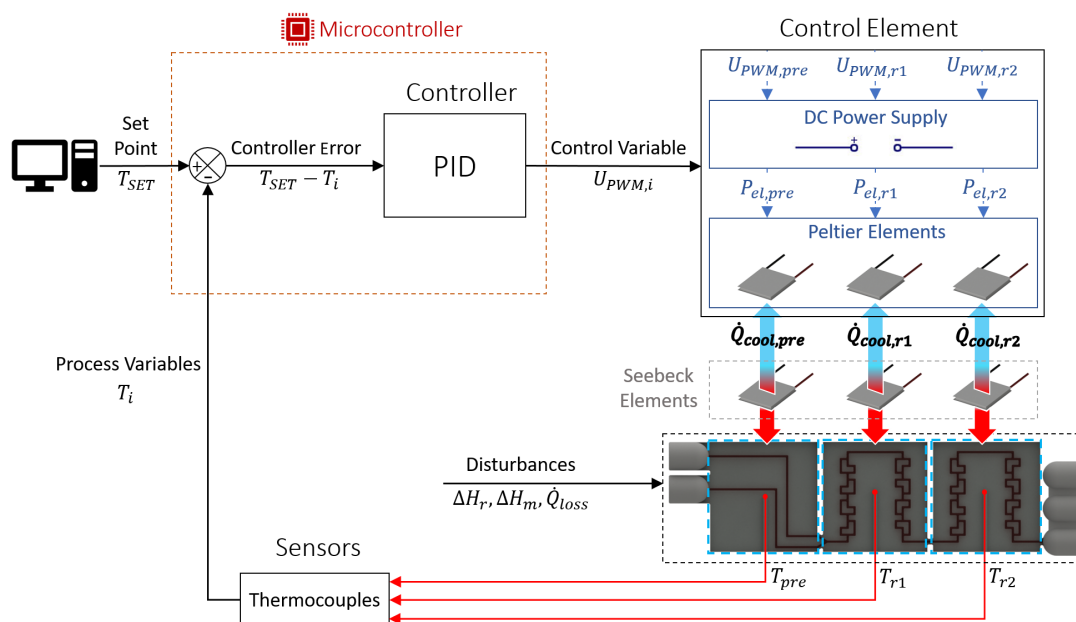 Microcontroller
Control Element
Controller
Set
Point
T_SET
+
−
Controller Error
T_SET − T_i
PID
Control Variable
U_PWM,i
U_PWM,pre
U_PWM,r1
U_PWM,r2
DC Power Supply
+
−
P_el,pre
P_el,r1
P_el,r2
Peltier Elements
Q̇_cool,pre
Q̇_cool,r1
Q̇_cool,r2
Process Variables
T_i
Seebeck
Elements
Disturbances
ΔH_r, ΔH_m, Q̇_loss
Sensors
Thermocouples
T_pre
T_r1
T_r2